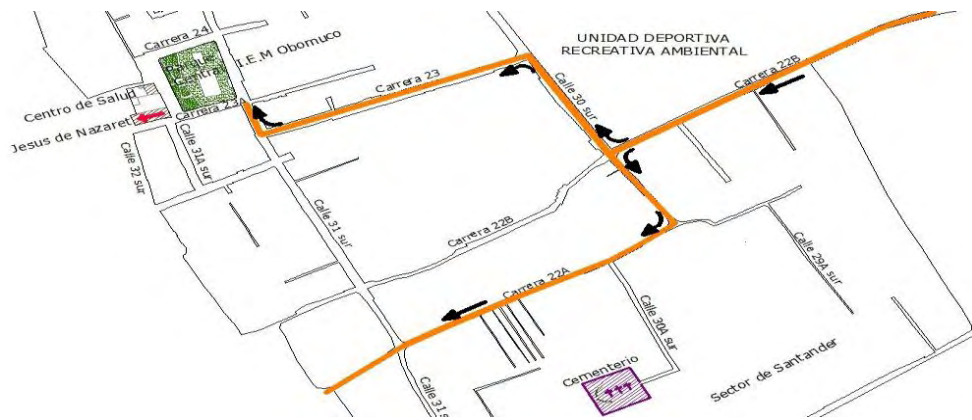 Carrera 24
I.E.M Obomuco
UNIDAD DEPORTIVA
RECREATIVA AMBIENTAL
Carrera 22B
Carrera 23
Calle 30 sur
Centro de Salud
Jesus de Nazaret
Carrera 23A
Calle 32 sur
Calle 31A sur
Calle 31 sur
Carrera 22B
Calle 29A sur
Carrera 22A
Calle 30A sur
Cementerio
Sector de Santander
Calle 31 s